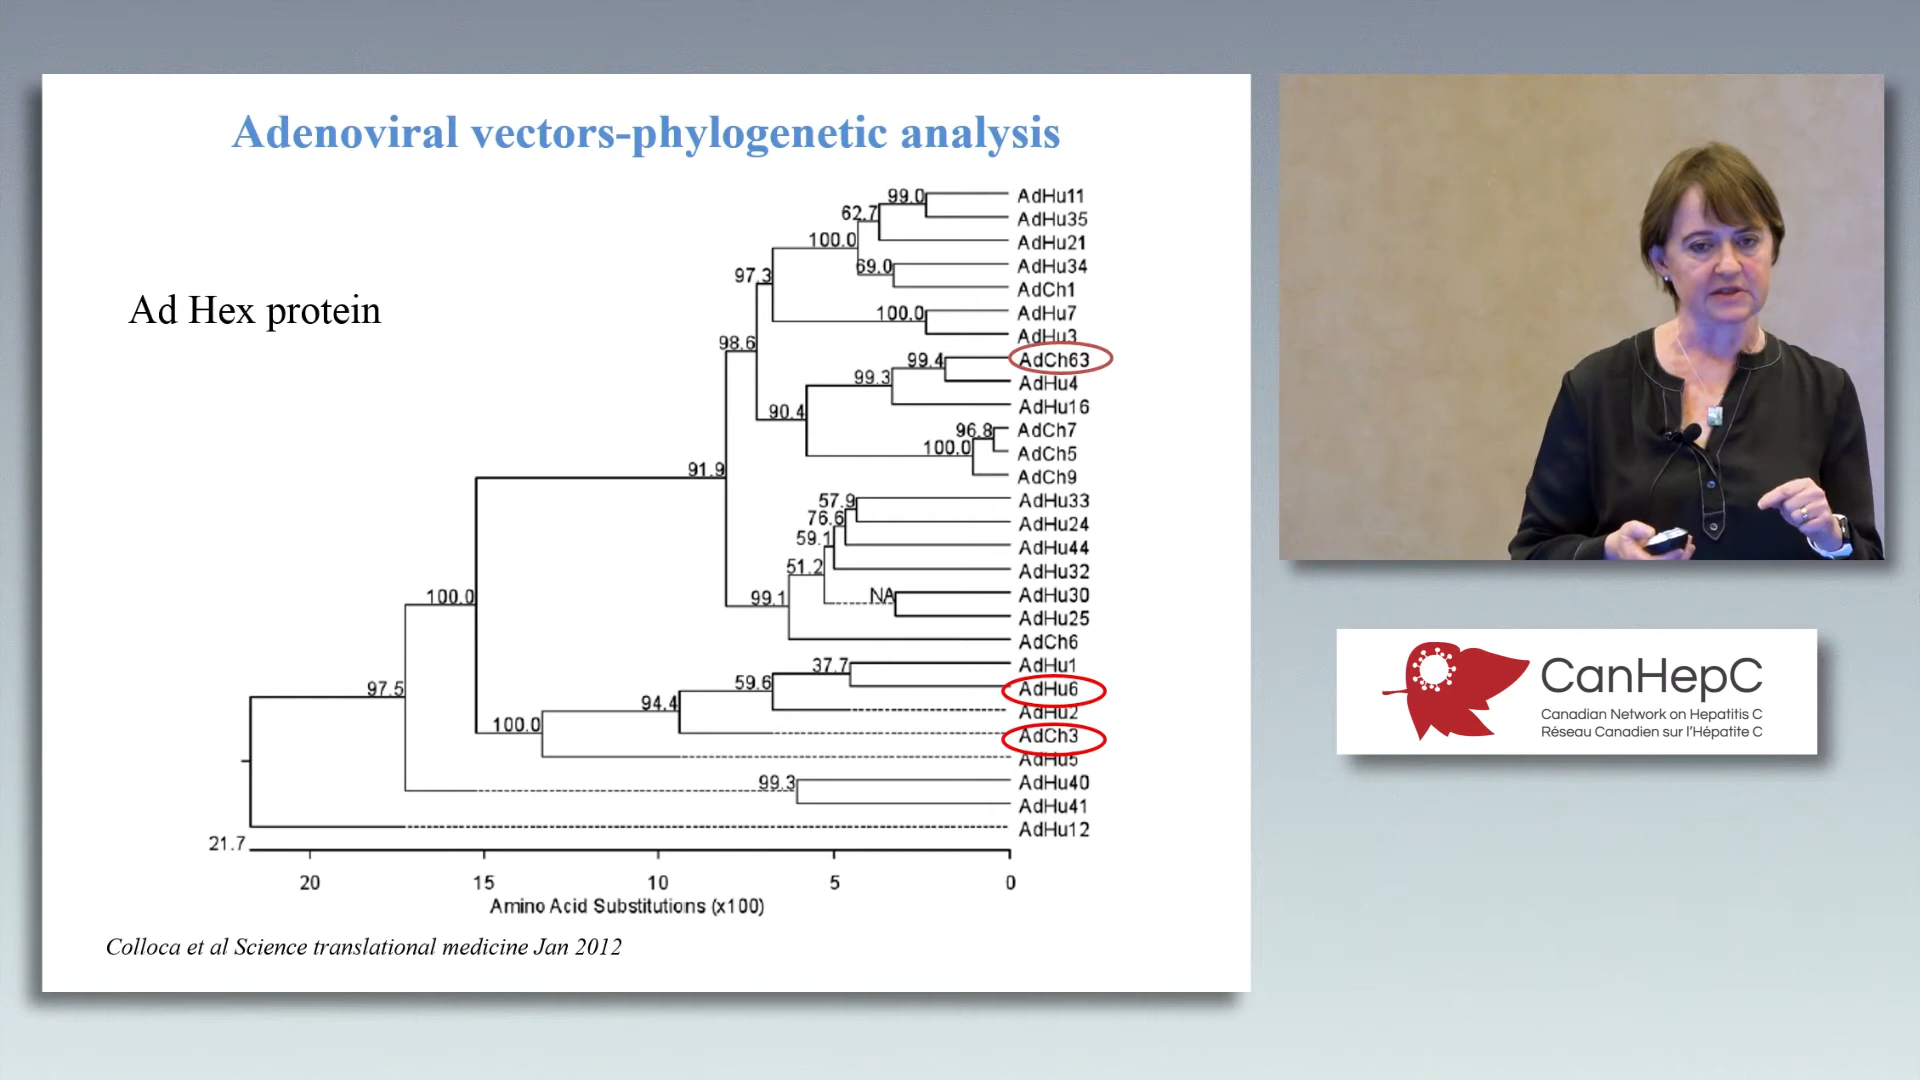 Adenoviral vectors-phylogenetic analysis
Ad Hex protein
99.0
62.7
100.0
69.0
97.3
100.0
98.6
99.4
99.3
90.4
96.8
100.0
91.9
57.9
76.6
59.1
51.2
NA
99.1
100.0
37.7
59.6
97.5
94.4
100.0
99.3
21.7
AdHu11
AdHu35
AdHu21
AdHu34
AdCh1
AdHu7
AdHu3
AdCh63
AdHu4
AdHu16
AdCh7
AdCh5
AdCh9
AdHu33
AdHu24
AdHu44
AdHu32
AdHu30
AdHu25
AdCh6
AdHu1
AdHu6
AdHu2
AdCh3
AdHu5
AdHu40
AdHu41
AdHu12
20 15 10 5 0
Amino Acid Substitutions (x100)
Colloca et al Science translational medicine Jan 2012
CanHepC
Canadian Network on Hepatitis C
Réseau Canadien sur l'Hépatite C